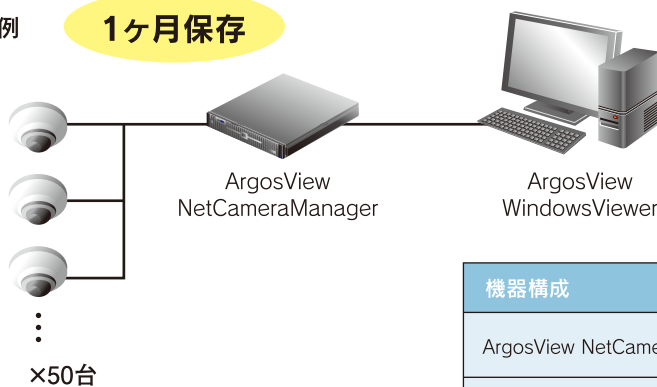 例
1ヶ月保存
ArgosView
NetCameraManager
ArgosView
WindowsViewer
×50台
機器構成
ArgosView NetCame